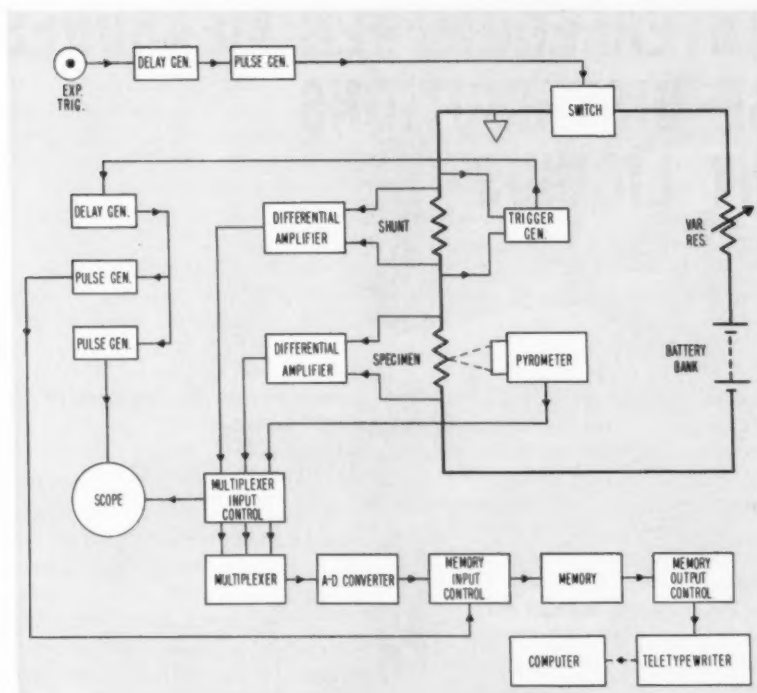 EXP.
TRIG.
DELAY GEN.
PULSE GEN.
SWITCH
DELAY GEN.
DIFFERENTIAL
AMPLIFIER
SHUNT
TRIGGER
GEN.
VAR.
RES.
PULSE GEN.
PULSE GEN.
DIFFERENTIAL
AMPLIFIER
SPECIMEN
PYROMETER
BATTERY
BANK
SCOPE
MULTIPLEXER
INPUT
CONTROL
MULTIPLEXER
A-D CONVERTER
MEMORY
INPUT
CONTROL
MEMORY
MEMORY
OUTPUT
CONTROL
COMPUTER
TELETYPEWRITER